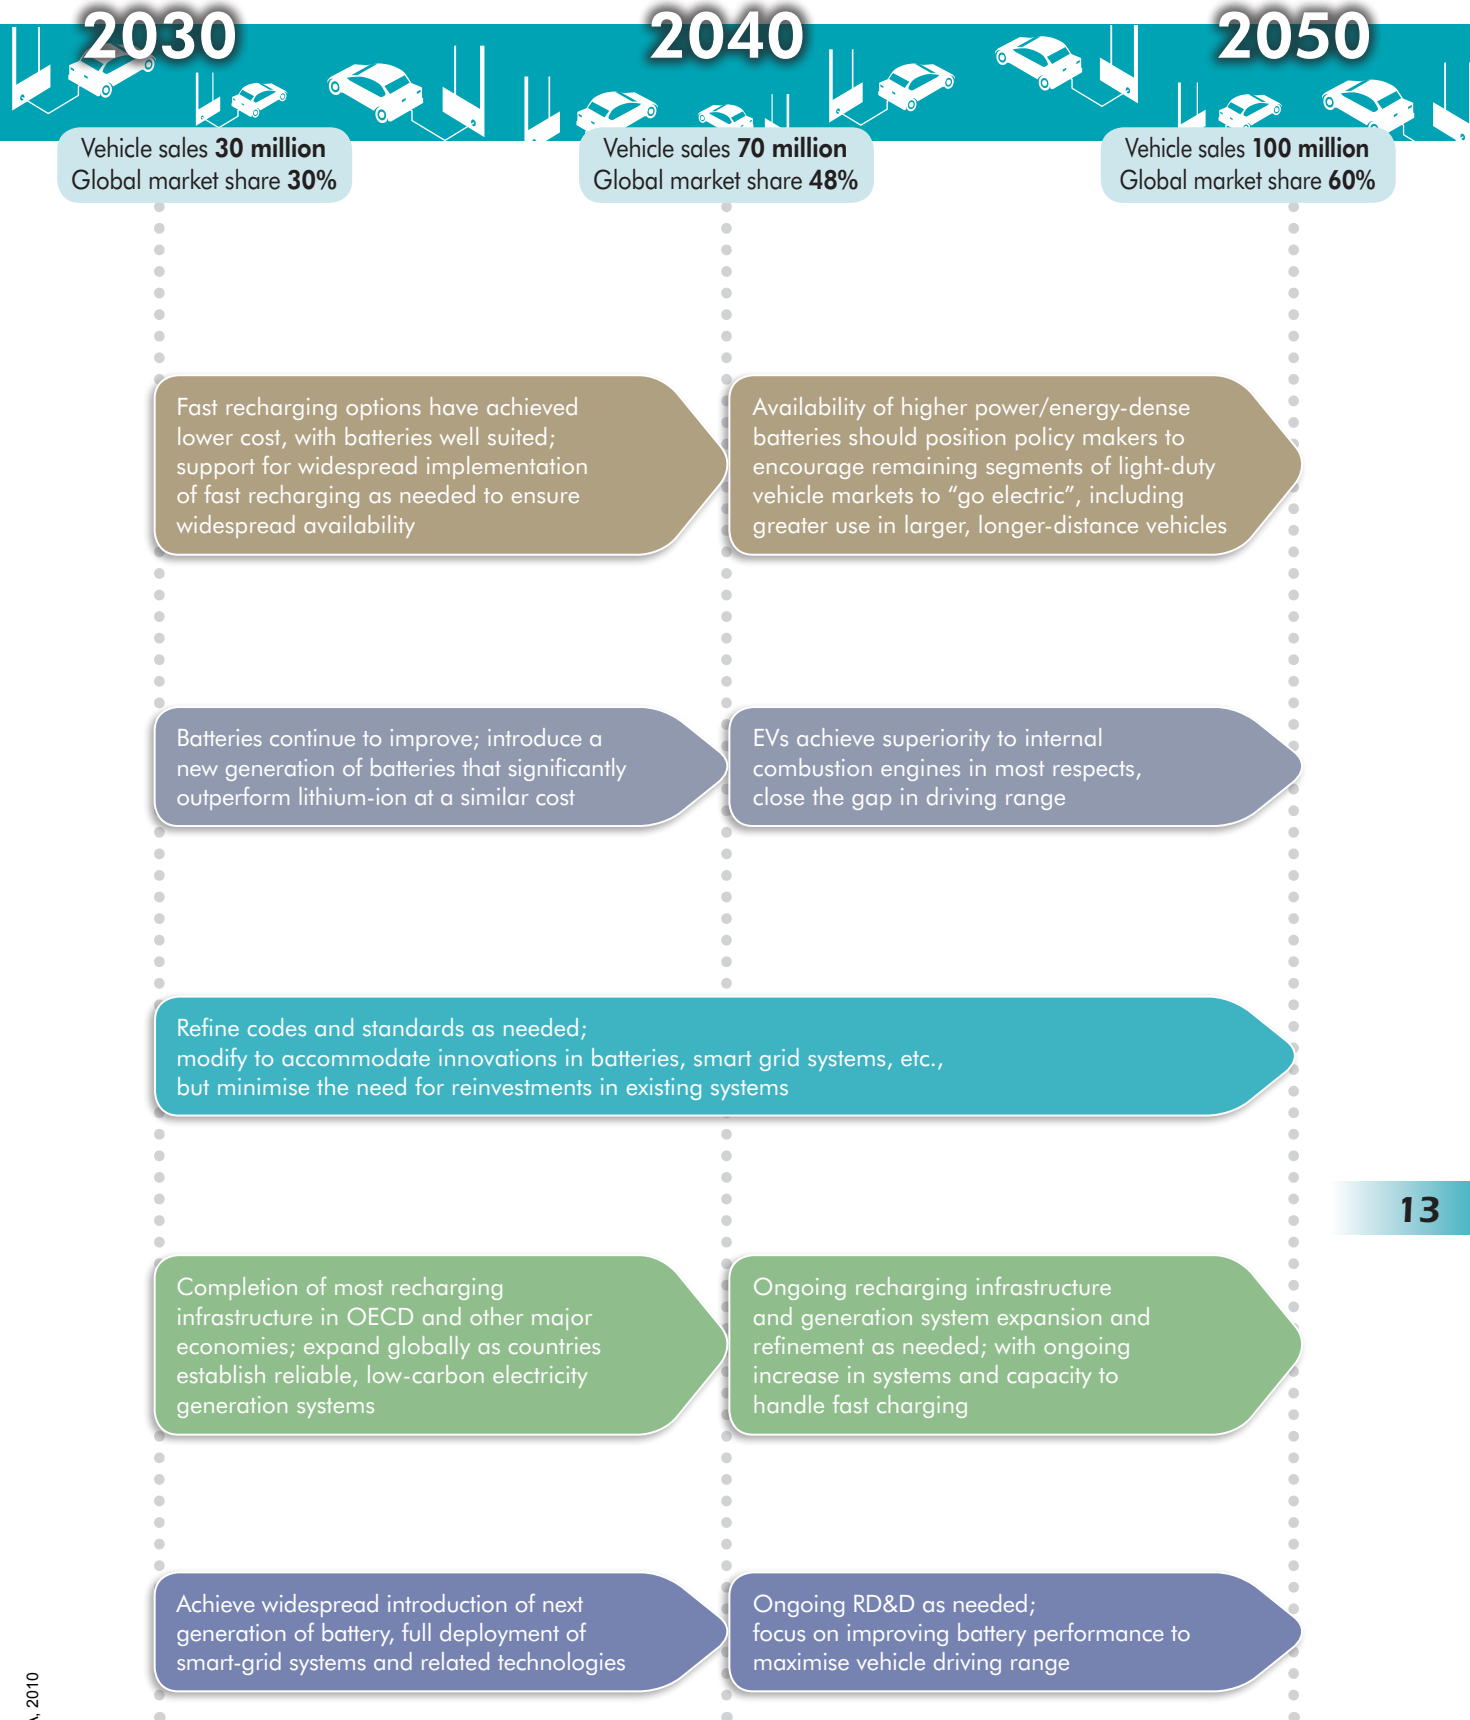 2030
2040
2050
Vehicle sales 30 million
Global market share 30%
Vehicle sales 70 million
Global market share 48%
Vehicle sales 100 million
Global market share 60%
Fast recharging options have achieved
lower cost, with batteries well suited;
support for widespread implementation
of fast recharging as needed to ensure
widespread availability
Availability of higher power/energy-dense
batteries should position policy makers to
encourage remaining segments of light-duty
vehicle markets to “go electric”, including
greater use in larger, longer-distance vehicles
Batteries continue to improve; introduce a
new generation of batteries that significantly
outperform lithium-ion at a similar cost
EVs achieve superiority to internal
combustion engines in most respects,
close the gap in driving range
Refine codes and standards as needed;
modify to accommodate innovations in batteries, smart grid systems, etc.,
but minimise the need for reinvestments in existing systems
13
Completion of most recharging
infrastructure in OECD and other major
economies; expand globally as countries
establish reliable, low-carbon electricity
generation systems
Ongoing recharging infrastructure
and generation system expansion and
refinement as needed; with ongoing
increase in systems and capacity to
handle fast charging
Achieve widespread introduction of next
generation of battery, full deployment of
smart-grid systems and related technologies
Ongoing RD&D as needed;
focus on improving battery performance to
maximise vehicle driving range
2010